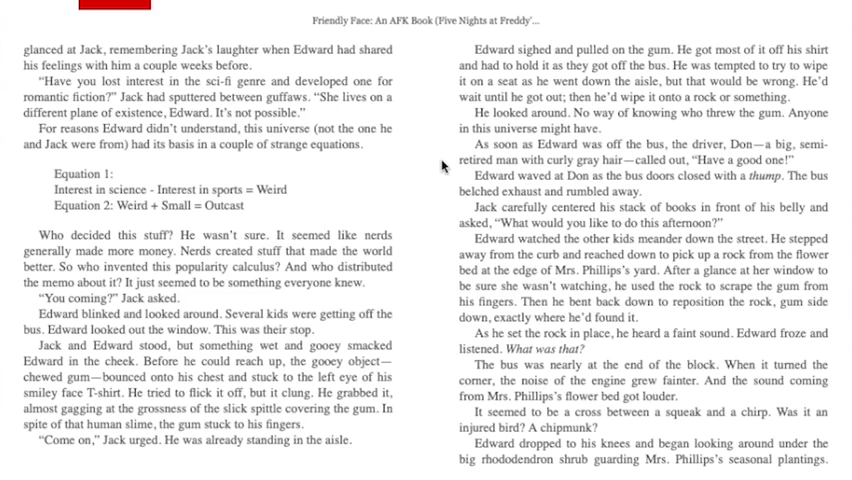 Friendly Face: An AFK Book (Five Nights at Freddy'...
glanced at Jack, remembering Jack's laughter when Edward had shared
his feelings with him a couple weeks before.
“Have you lost interest in the sci-fi genre and developed one for
romantic fiction?” Jack had sputtered between guffaws. “She lives on a
different plane of existence, Edward. It's not possible.”
For reasons Edward didn't understand, this universe (not the one he
and Jack were from) had its basis in a couple of strange equations.
Equation 1:
Interest in science - Interest in sports = Weird
Equation 2: Weird + Small = Outcast
Who decided this stuff? He wasn't sure. It seemed like nerds
generally made more money. Nerds created stuff that made the world
better. So who invented this popularity calculus? And who distributed
the memo about it? It just seemed to be something everyone knew.
“You coming?” Jack asked.
Edward blinked and looked around. Several kids were getting off the
bus. Edward looked out the window. This was their stop.
Jack and Edward stood, but something wet and gooey smacked
Edward in the cheek. Before he could reach up, the gooey object—
chewed gum—bounced onto his chest and stuck to the left eye of his
smiley face T-shirt. He tried to flick it off, but it clung. He grabbed it,
almost gagging at the grossness of the slick spittle covering the gum. In
spite of that human slime, the gum stuck to his fingers.
“Come on,” Jack urged. He was already standing in the aisle.
Edward sighed and pulled on the gum. He got most of it off his shirt
and had to hold it as they got off the bus. He was tempted to try to wipe
it on a seat as he went down the aisle, but that would be wrong. He'd
wait until he got out; then he'd wipe it onto a rock or something.
He looked around. No way of knowing who threw the gum. Anyone
in this universe might have.
As soon as Edward was off the bus, the driver, Don—a big, semi-
retired man with curly gray hair—called out, “Have a good one!”
Edward waved at Don as the bus doors closed with a thump. The bus
belched exhaust and rumbled away.
Jack carefully centered his stack of books in front of his belly and
asked, “What would you like to do this afternoon?”
Edward watched the other kids meander down the street. He stepped
away from the curb and reached down to pick up a rock from the flower
bed at the edge of Mrs. Phillips's yard. After a glance at her window to
be sure she wasn't watching, he used the rock to scrape the gum from
his fingers. Then he bent back down to reposition the rock, gum side
down, exactly where he'd found it.
As he set the rock in place, he heard a faint sound. Edward froze and
listened. What was that?
The bus was nearly at the end of the block. When it turned the
corner, the noise of the engine grew fainter. And the sound coming
from Mrs. Phillips's flower bed got louder.
It seemed to be a cross between a squeak and a chirp. Was it an
injured bird? A chipmunk?
Edward dropped to his knees and began looking around under the
big rhododendron shrub guarding Mrs. Phillips's seasonal plantings.